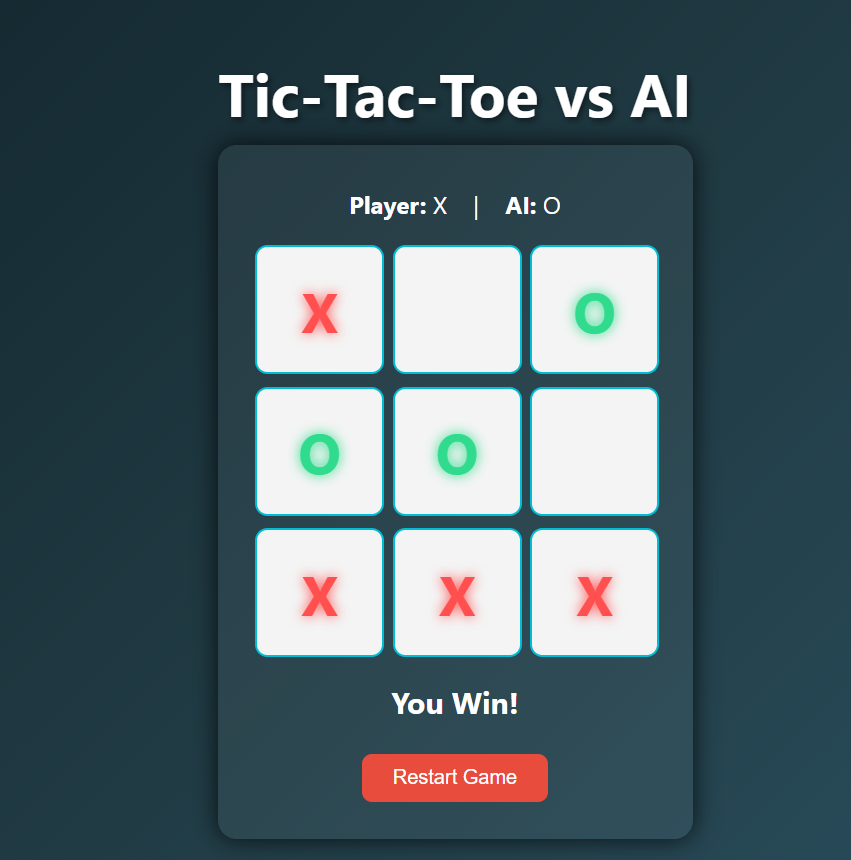 Tic-Tac-Toe vs AI
Player: X | AI: O
X O
O O
X X X
You Win!
Restart Game